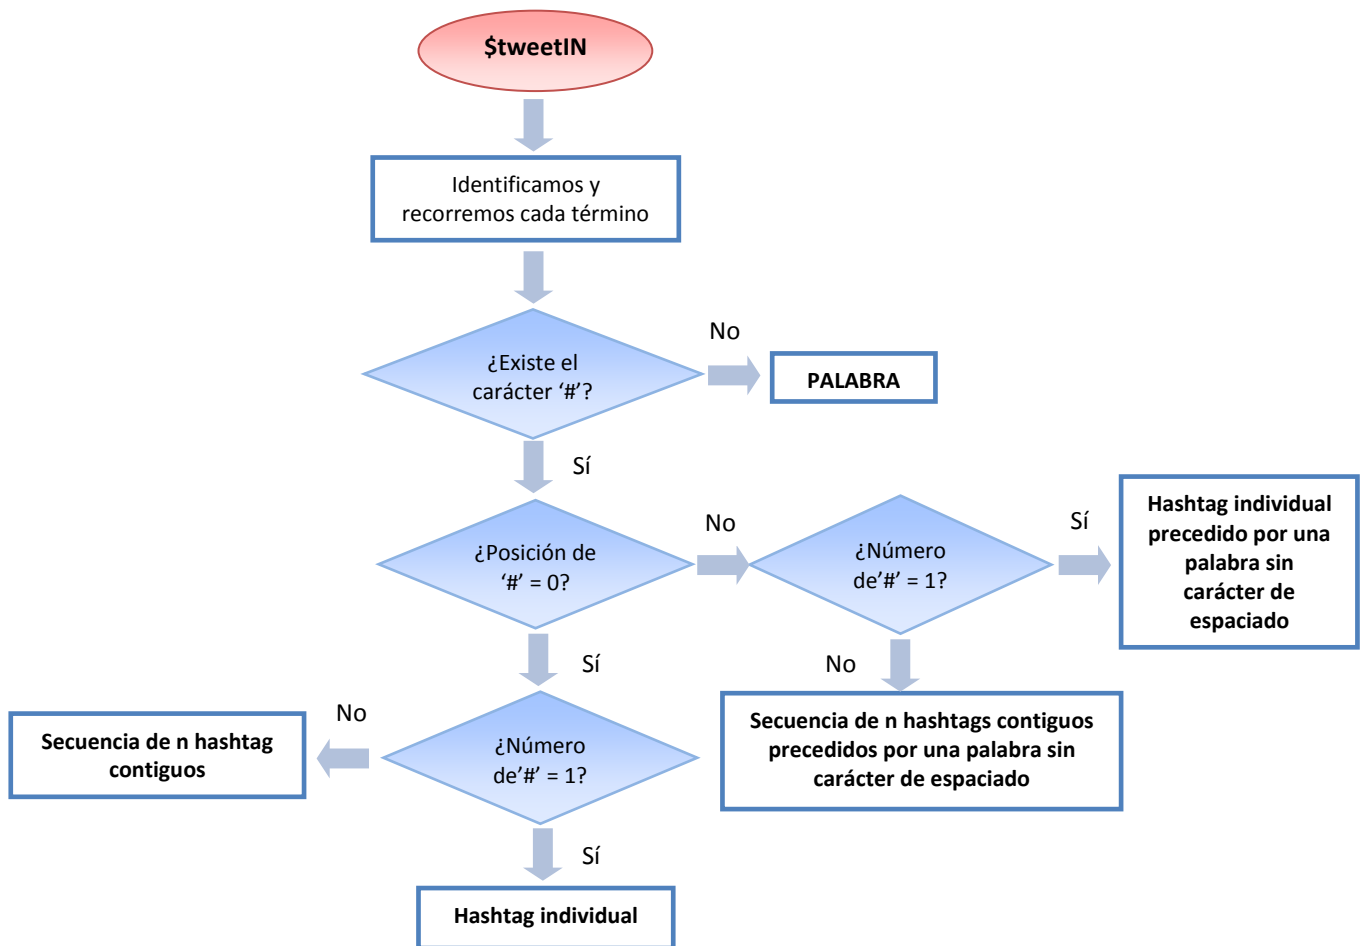 $tweetIN
Identificamos y
recorremos cada término
¿Existe el
carácter ‘#’?
No
PALABRA
Sí
¿Posición de
‘#’ = 0?
No
¿Número
de’#’ = 1?
Sí
Hashtag individual
precedido por una
palabra sin
carácter de
espaciado
Sí
No
Secuencia de n hashtags contiguos
precedidos por una palabra sin
carácter de espaciado
¿Número
de’#’ = 1?
No
Secuencia de n hashtag
contiguos
Sí
Hashtag individual